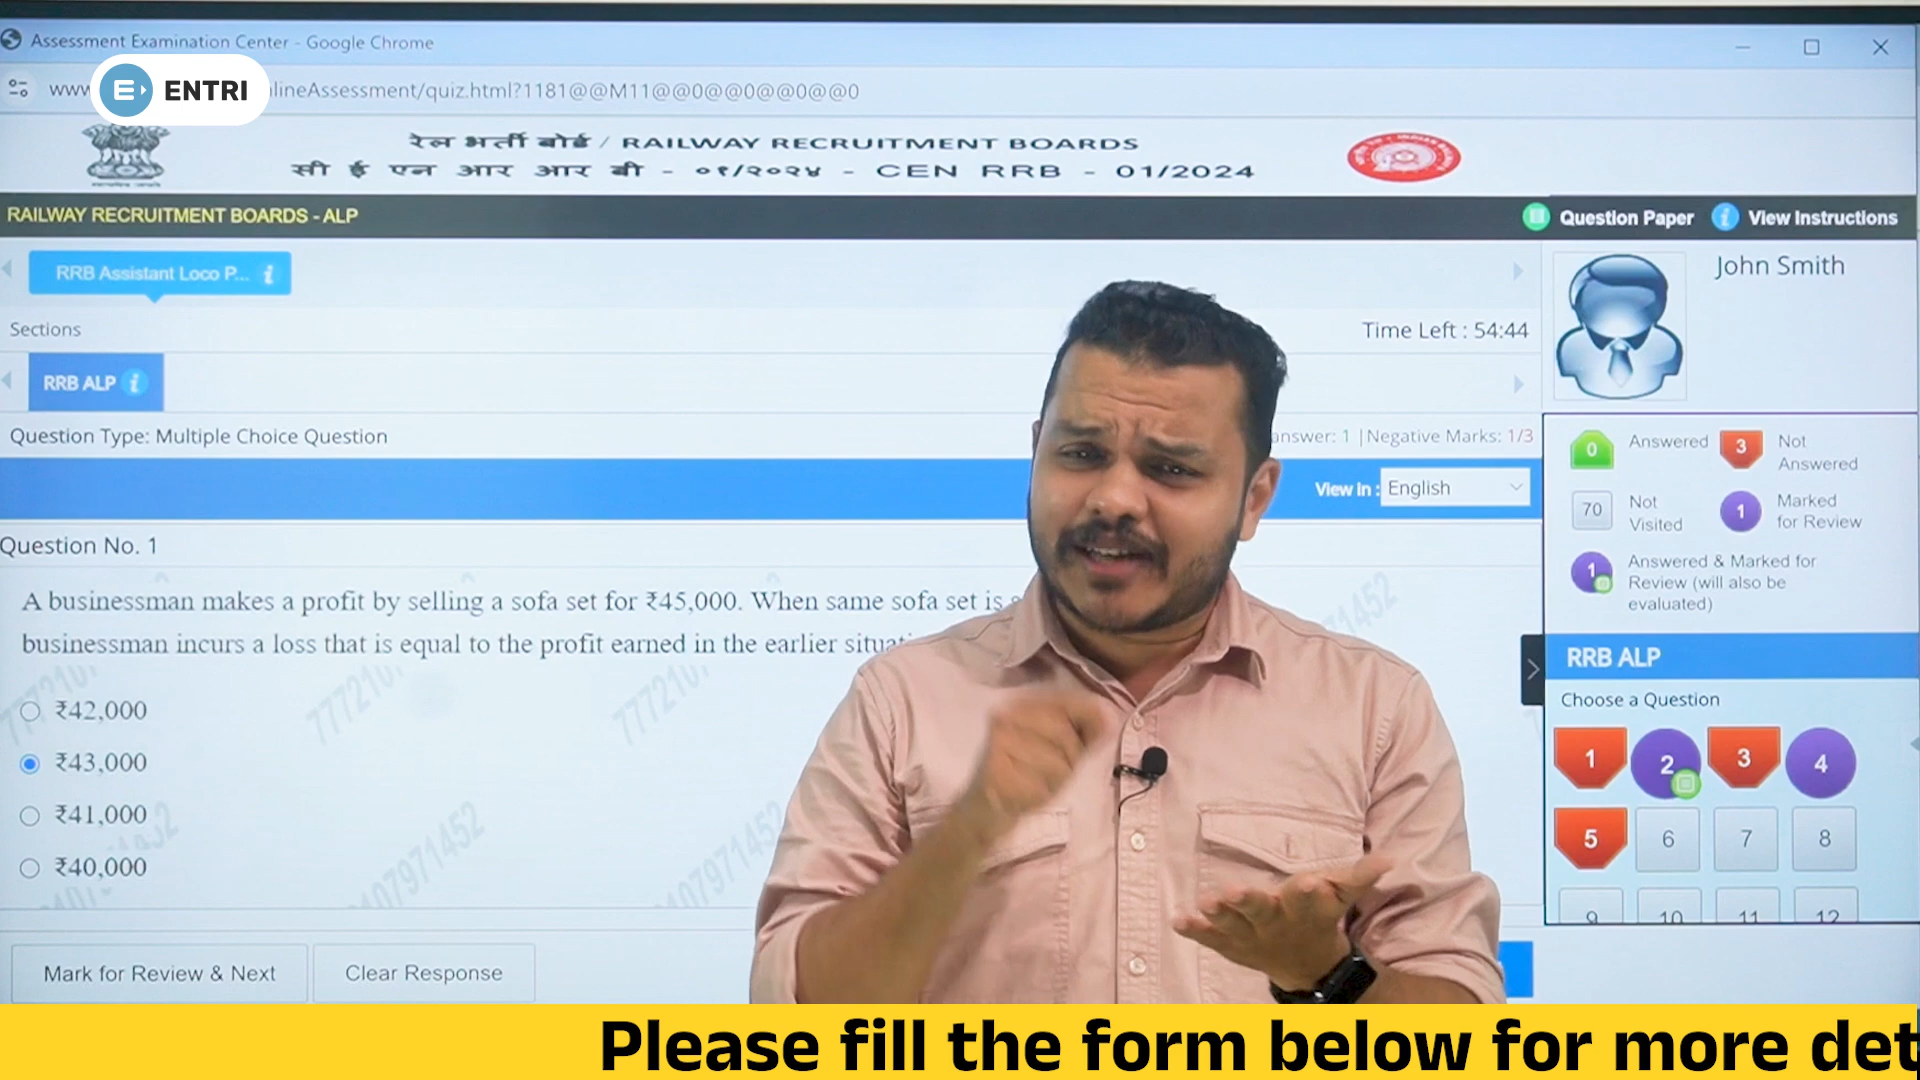 Assessment Examination Center - Google Chrome
www
lineAssessment/quiz.html?1181@@M11@@0@@0@@0@@0
ENTRI
रेल भर्ती बोर्ड / RAILWAY RECRUITMENT BOARDS
सी ई एन आर आर बी - ०१/२०२४ - CEN RRB - 01/2024
RAILWAY RECRUITMENT BOARDS - ALP
Question Paper
View Instructions
RRB Assistant Loco P...
John Smith
Sections
Time Left : 54:44
RRB ALP
Question Type: Multiple Choice Question
answer: 1 |Negative Marks: 1/3
0 Answered
3 Not Answered
View in : English
70 Not Visited
1 Marked for Review
Question No. 1
1 Answered & Marked for
Review (will also be
evaluated)
A businessman makes a profit by selling a sofa set for ₹45,000. When same sofa set is
businessman incurs a loss that is equal to the profit earned in the earlier
RRB ALP
Choose a Question
₹42,000
₹43,000
₹41,000
₹40,000
1 2 3 4
5 6 7 8
9 10 11 12
Mark for Review & Next
Clear Response
Please fill the form below for more det